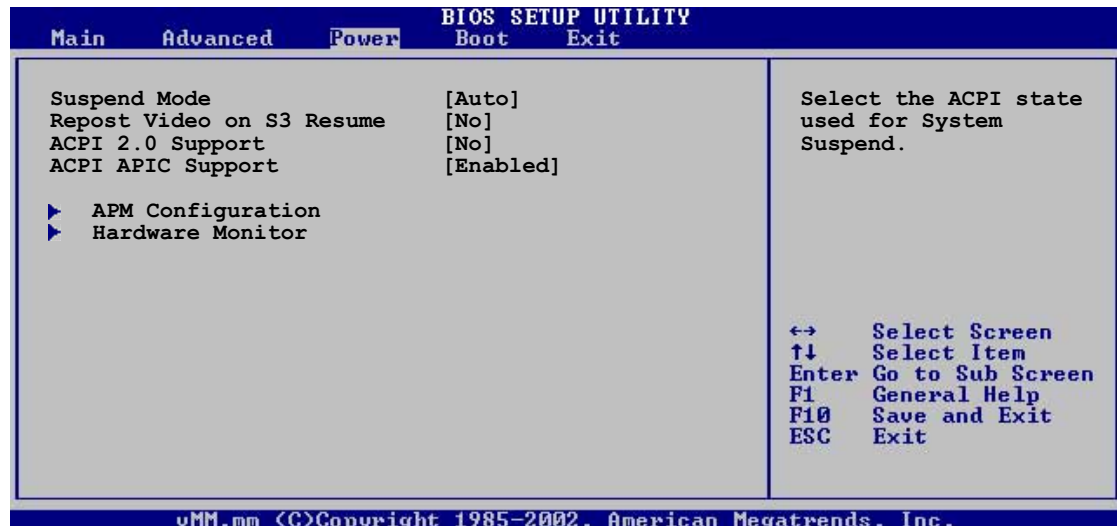 BIOS SETUP UTILITY
Main Advanced Power Boot Exit
Suspend Mode [Auto]
Repost Video on S3 Resume [No]
ACPI 2.0 Support [No]
ACPI APIC Support [Enabled]
APM Configuration
Hardware Monitor
Select the ACPI state
used for System
Suspend.
←→ Select Screen
↑↓ Select Item
Enter Go to Sub Screen
F1 General Help
F10 Save and Exit
ESC Exit
vMM.mm (C)Copyright 1985-2002, American Megatrends, Inc.